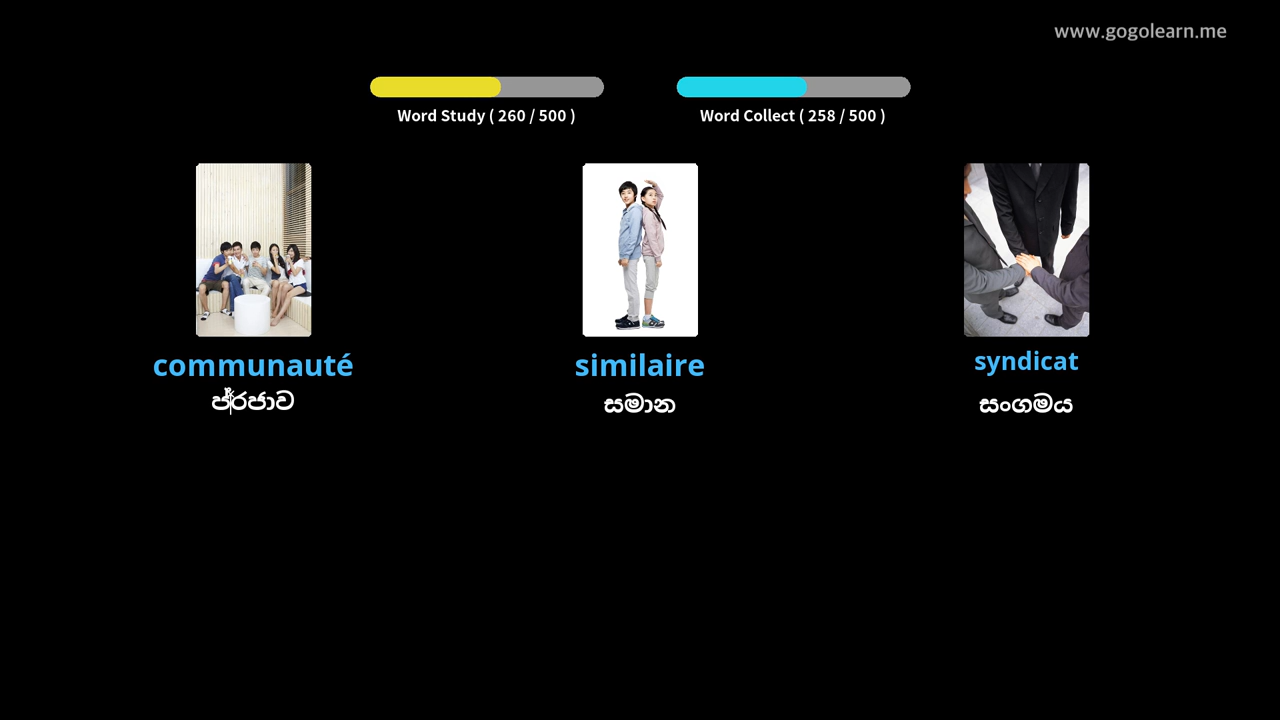 www.gogolearn.me
Word Study ( 260 / 500 )
Word Collect ( 258 / 500 )
communauté
similaire
syndicat
ප්‍රජාව
සමාන
සංගමය